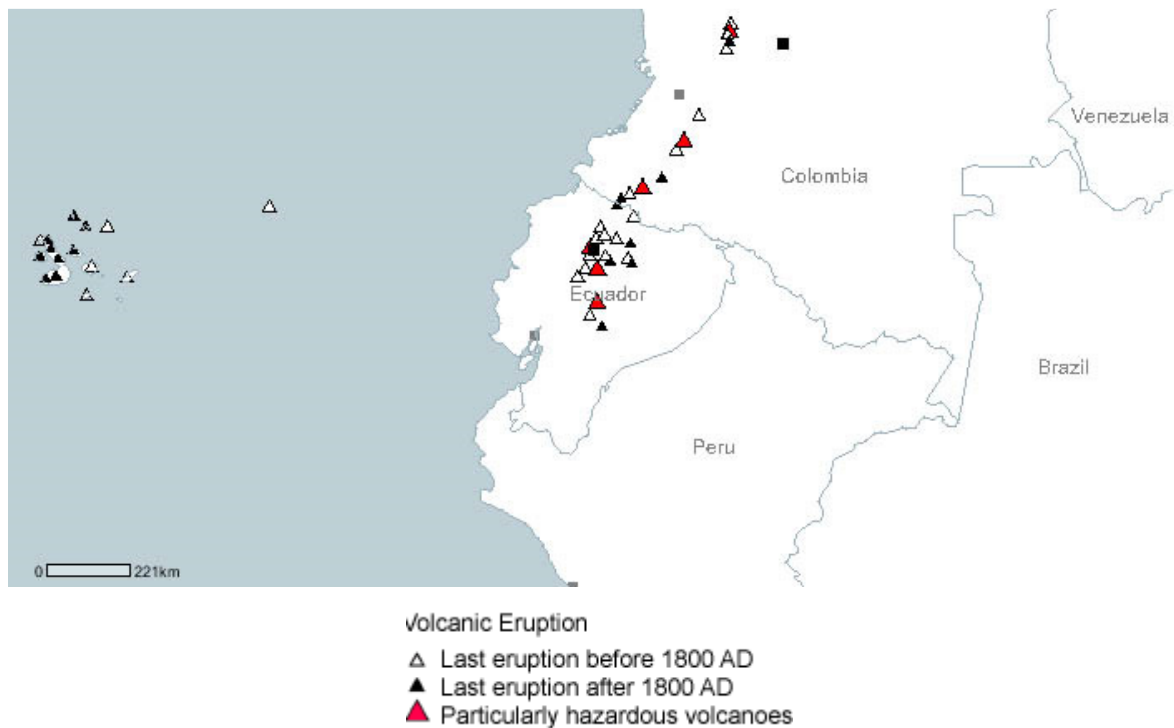 Venezuela
Colombia
Ecuador
Brazil
Peru
0 221km
Volcanic Eruption
Last eruption before 1800 AD
Last eruption after 1800 AD
Particularly hazardous volcanoes